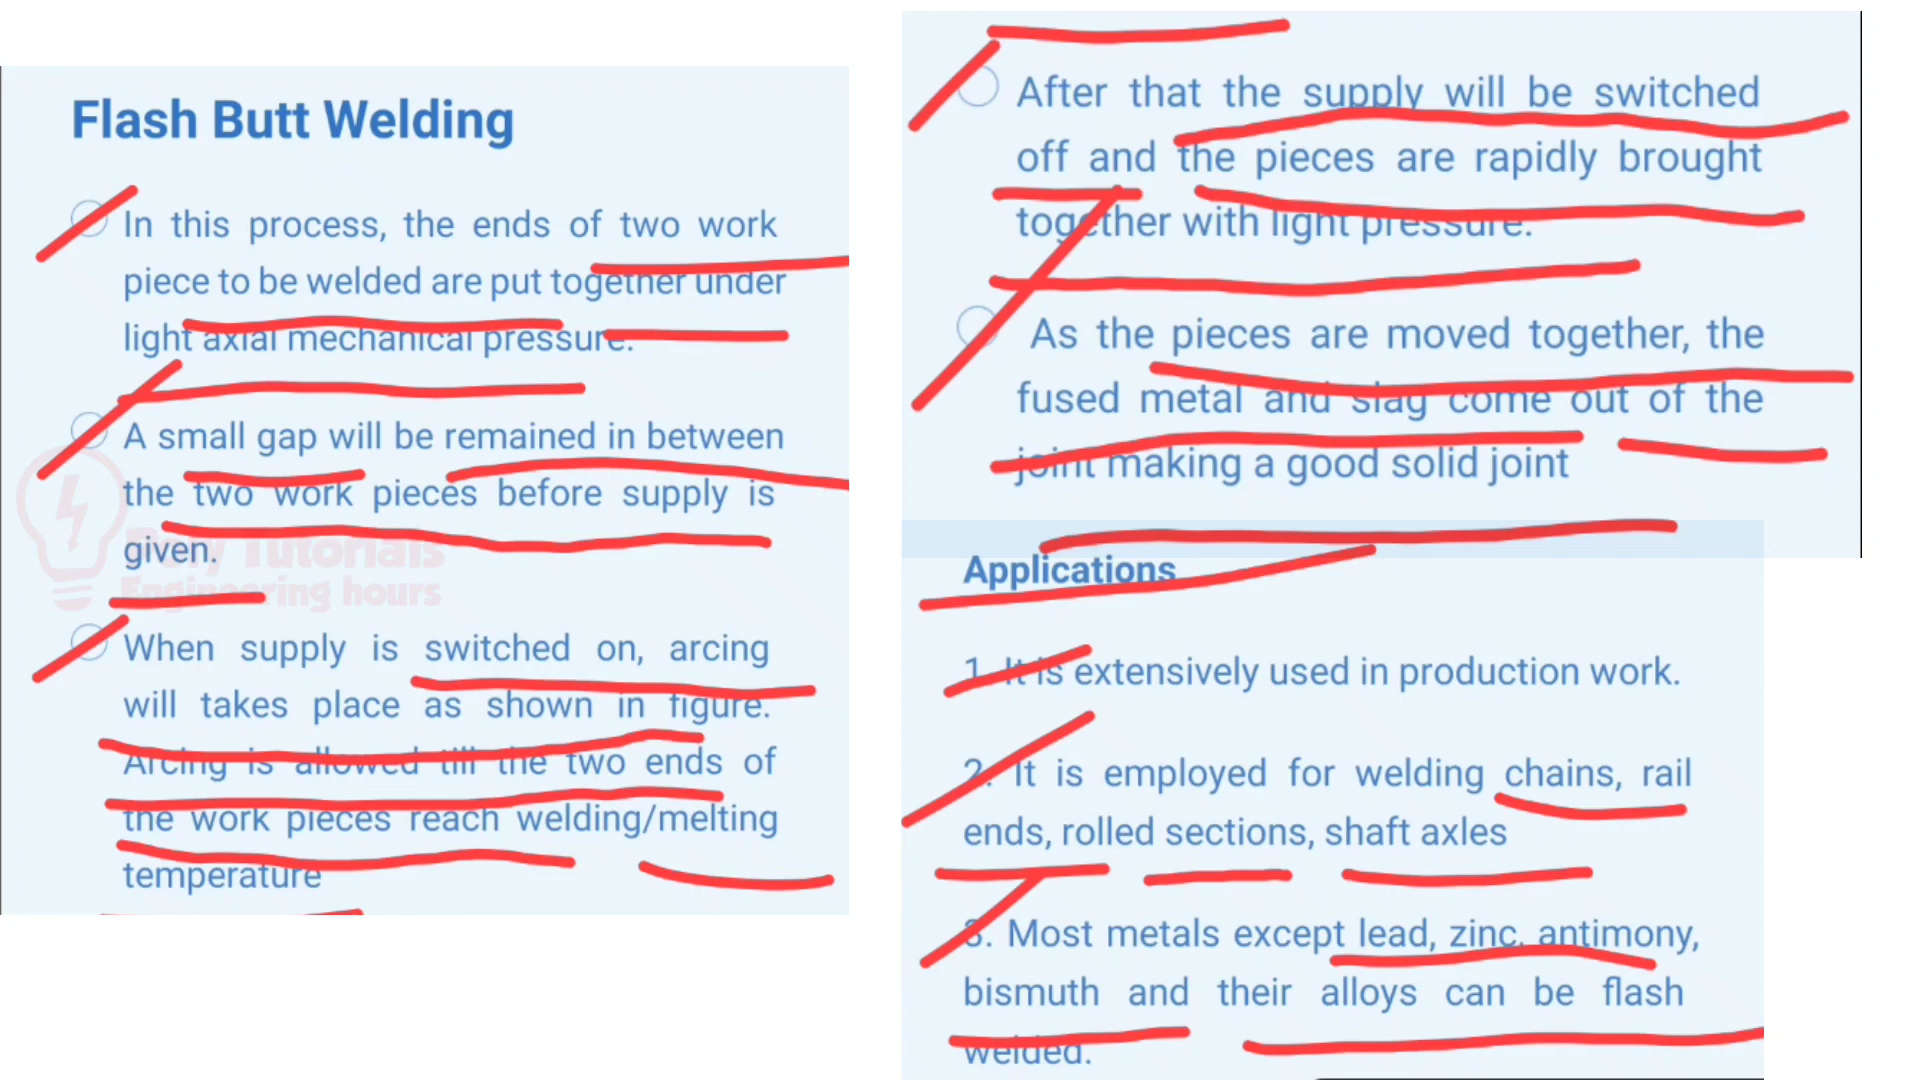 Flash Butt Welding
In this process, the ends of two work
piece to be welded are put together under
light axial mechanical pressure.
A small gap will be remained in between
the two work pieces before supply is
given.
When supply is switched on, arcing
will takes place as shown in figure.
Arcing is allowed till the two ends of
the work pieces reach welding/melting
temperature
Poly Tutorials
Engineering hours
After that the supply will be switched
off and the pieces are rapidly brought
together with light pressure.
As the pieces are moved together, the
fused metal and slag come out of the
joint making a good solid joint
Applications
1. It is extensively used in production work.
2. It is employed for welding chains, rail
ends, rolled sections, shaft axles
3. Most metals except lead, zinc, antimony,
bismuth and their alloys can be flash
welded.